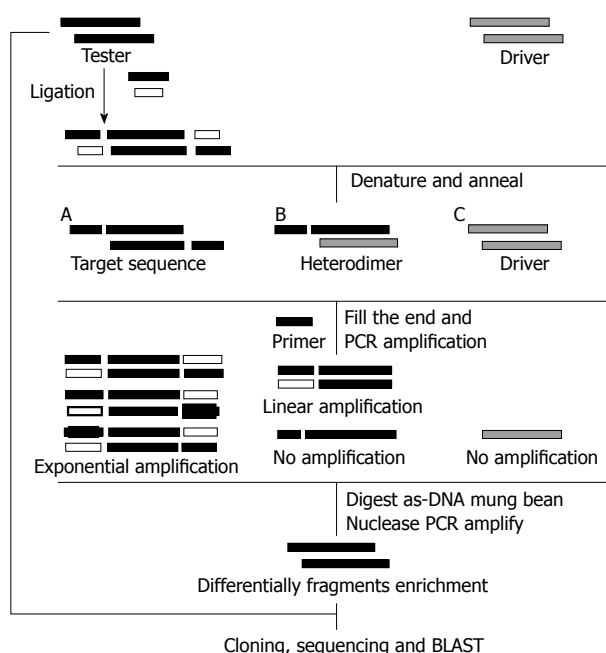 Tester
Driver
Ligation
Denature and anneal
A
B
C
Target sequence
Heterodimer
Driver
Primer
Fill the end and
PCR amplification
Linear amplification
Exponential amplification
No amplification
No amplification
Digest as-DNA mung bean
Nuclease PCR amplify
Differentially fragments enrichment
Cloning, sequencing and BLAST